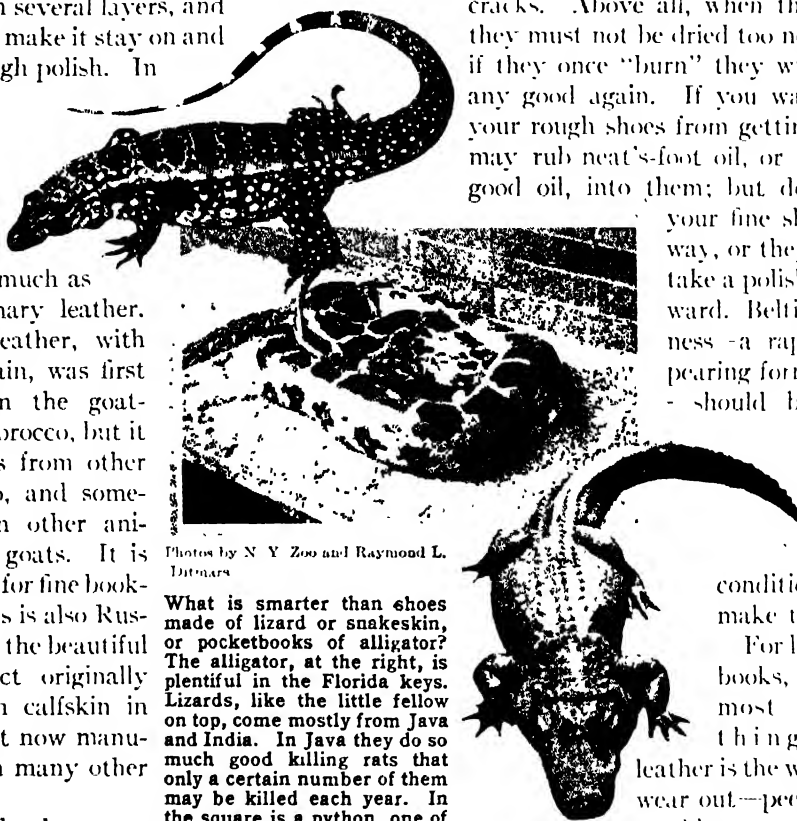 several layers, and
make it stay on and
gh polish. In
much as
nary leather.
eather, with
ain, was first
n the goat-
orocco, but it
s from other
, and some-
n other ani-
goats. It is
for fine book-
s is also Rus-
the beautiful
ct originally
n calfskin in
t now manu-
many other
Photos by N Y Zoo and Raymond L.
Ditmars
What is smarter than shoes
made of lizard or snakeskin,
or pocketbooks of alligator?
The alligator, at the right, is
plentiful in the Florida keys.
Lizards, like the little fellow
on top, come mostly from Java
and India. In Java they do so
much good killing rats that
only a certain number of them
may be killed each year. In
the square is a python, one of
cracks. Above all, when th
they must not be dried too ne
if they once "burn" they w
any good again. If you wa
your rough shoes from gettin
may rub neat's-foot oil, or
good oil, into them; but do
your fine sh
way, or the
take a polis
ward. Belti
ness - a rap
pearing for
- should b
conditi
make t
For l
books,
most
thing
leather is the w
wear out—pee